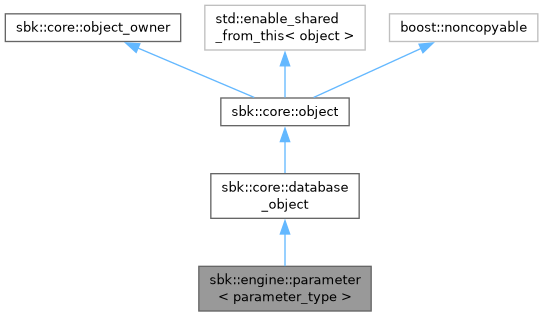 sbk::core::object_owner
std::enable_shared
_from_this< object >
boost::noncopyable
sbk::core::object
sbk::core::database
_object
sbk::engine::parameter
< parameter_type >